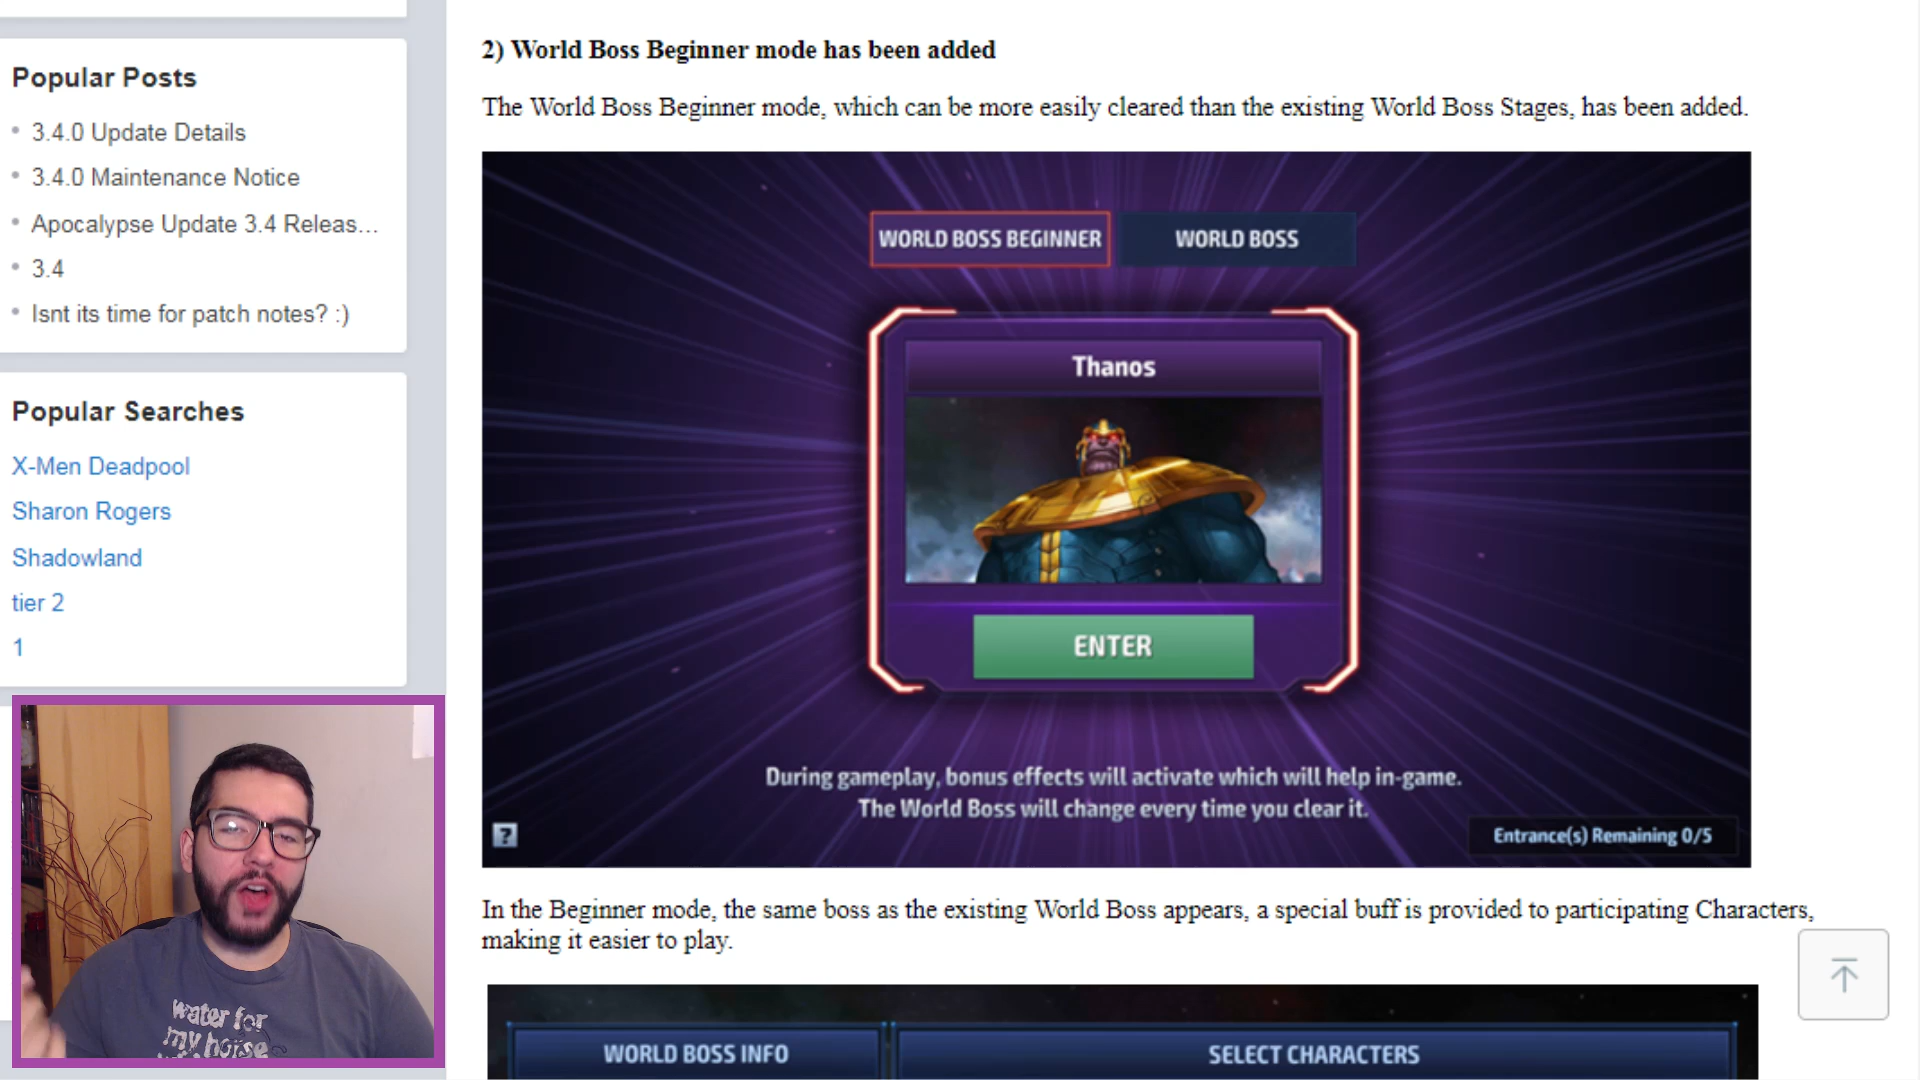 Popular Posts
3.4.0 Update Details
3.4.0 Maintenance Notice
Apocalypse Update 3.4 Releas...
3.4
Isnt its time for patch notes? :)
Popular Searches
X-Men Deadpool
Sharon Rogers
Shadowland
tier 2
1
water for
my horse
2) World Boss Beginner mode has been added
The World Boss Beginner mode, which can be more easily cleared than the existing World Boss Stages, has been added.
WORLD BOSS BEGINNER
WORLD BOSS
Thanos
ENTER
During gameplay, bonus effects will activate which will help in-game.
The World Boss will change every time you clear it.
?
Entrance(s) Remaining 0/5
In the Beginner mode, the same boss as the existing World Boss appears, a special buff is provided to participating Characters,
making it easier to play.
WORLD BOSS INFO
SELECT CHARACTERS